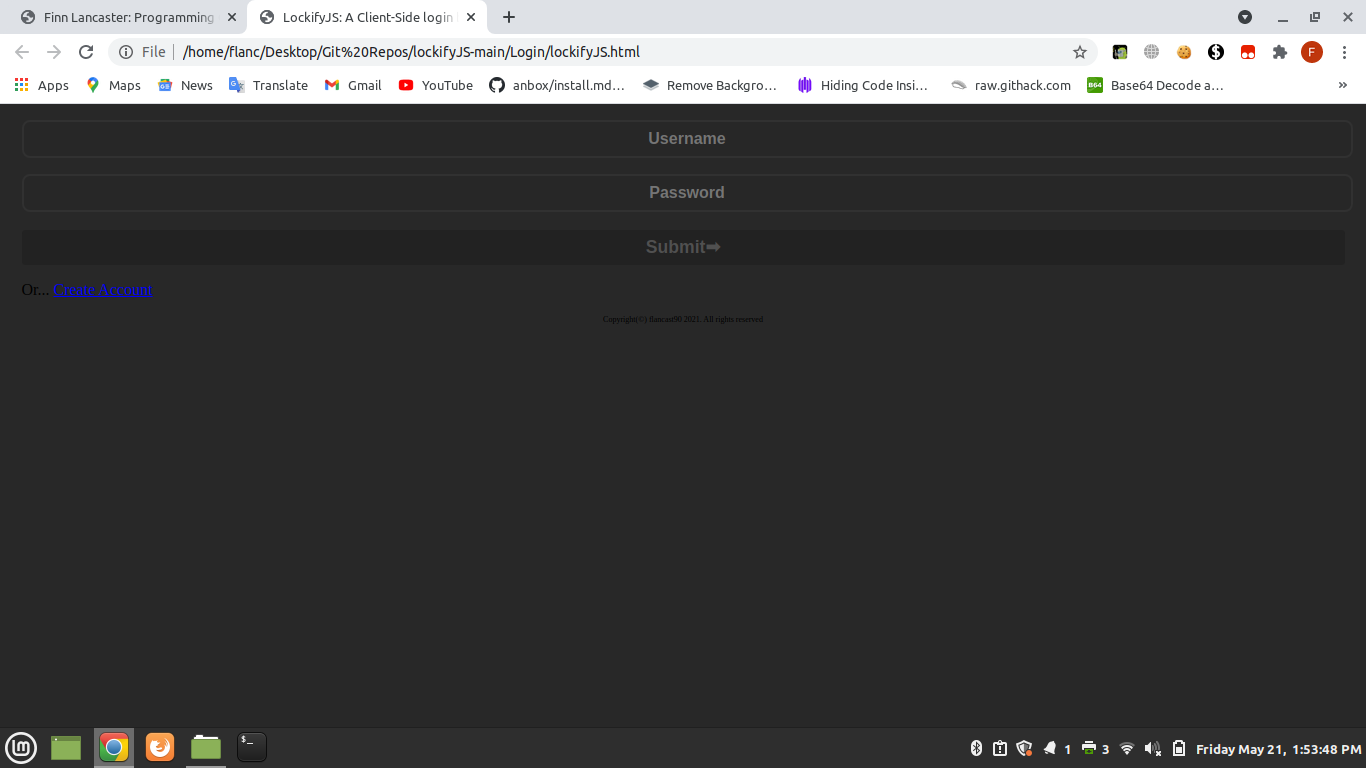 Finn Lancaster: Programming
LockifyJS: A Client-Side login
File /home/flanc/Desktop/Git%20Repos/lockifyJS-main/Login/lockifyJS.html
F
Apps Maps News Translate Gmail YouTube anbox/install.md… Remove Backgro… Hiding Code Insi… raw.githack.com B64 Base64 Decode a… »
Username
Password
Submit➡
Or... Create Account
Copyright(©) flancast90 2021. All rights reserved.
$_ 1 3 Friday May 21, 1:53:48 PM